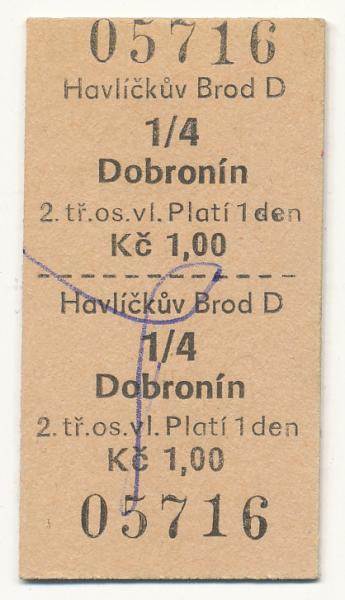 05716
Havlíčkův Brod D
1/4
Dobronín
2. tř.os.vl. Platí 1 den
Kč 1,00
Havlíčkův Brod D
1/4
Dobronín
2. tř.os.vl. Platí 1 den
Kč 1,00
05716